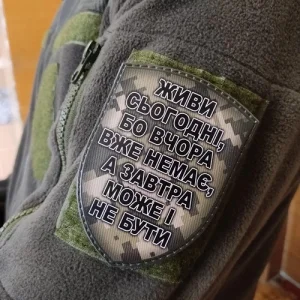 ЖИВИ
СЬОГОДНІ,
БО ВЧОРА
ВЖЕ НЕМАЄ,
А ЗАВТРА
МОЖЕ І
НЕ БУТИ